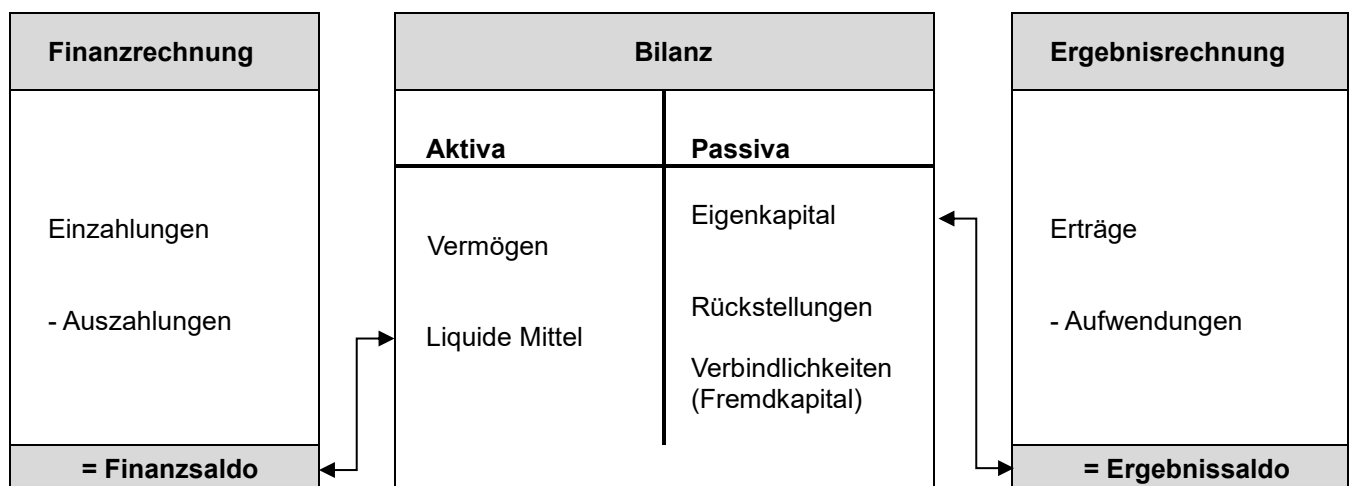 Finanzrechnung
Einzahlungen
- Auszahlungen
= Finanzsaldo
Bilanz
Aktiva
Vermögen
Liquide Mittel
Passiva
Eigenkapital
Rückstellungen
Verbindlichkeiten
(Fremdkapital)
Ergebnisrechnung
Erträge
- Aufwendungen
= Ergebnissaldo